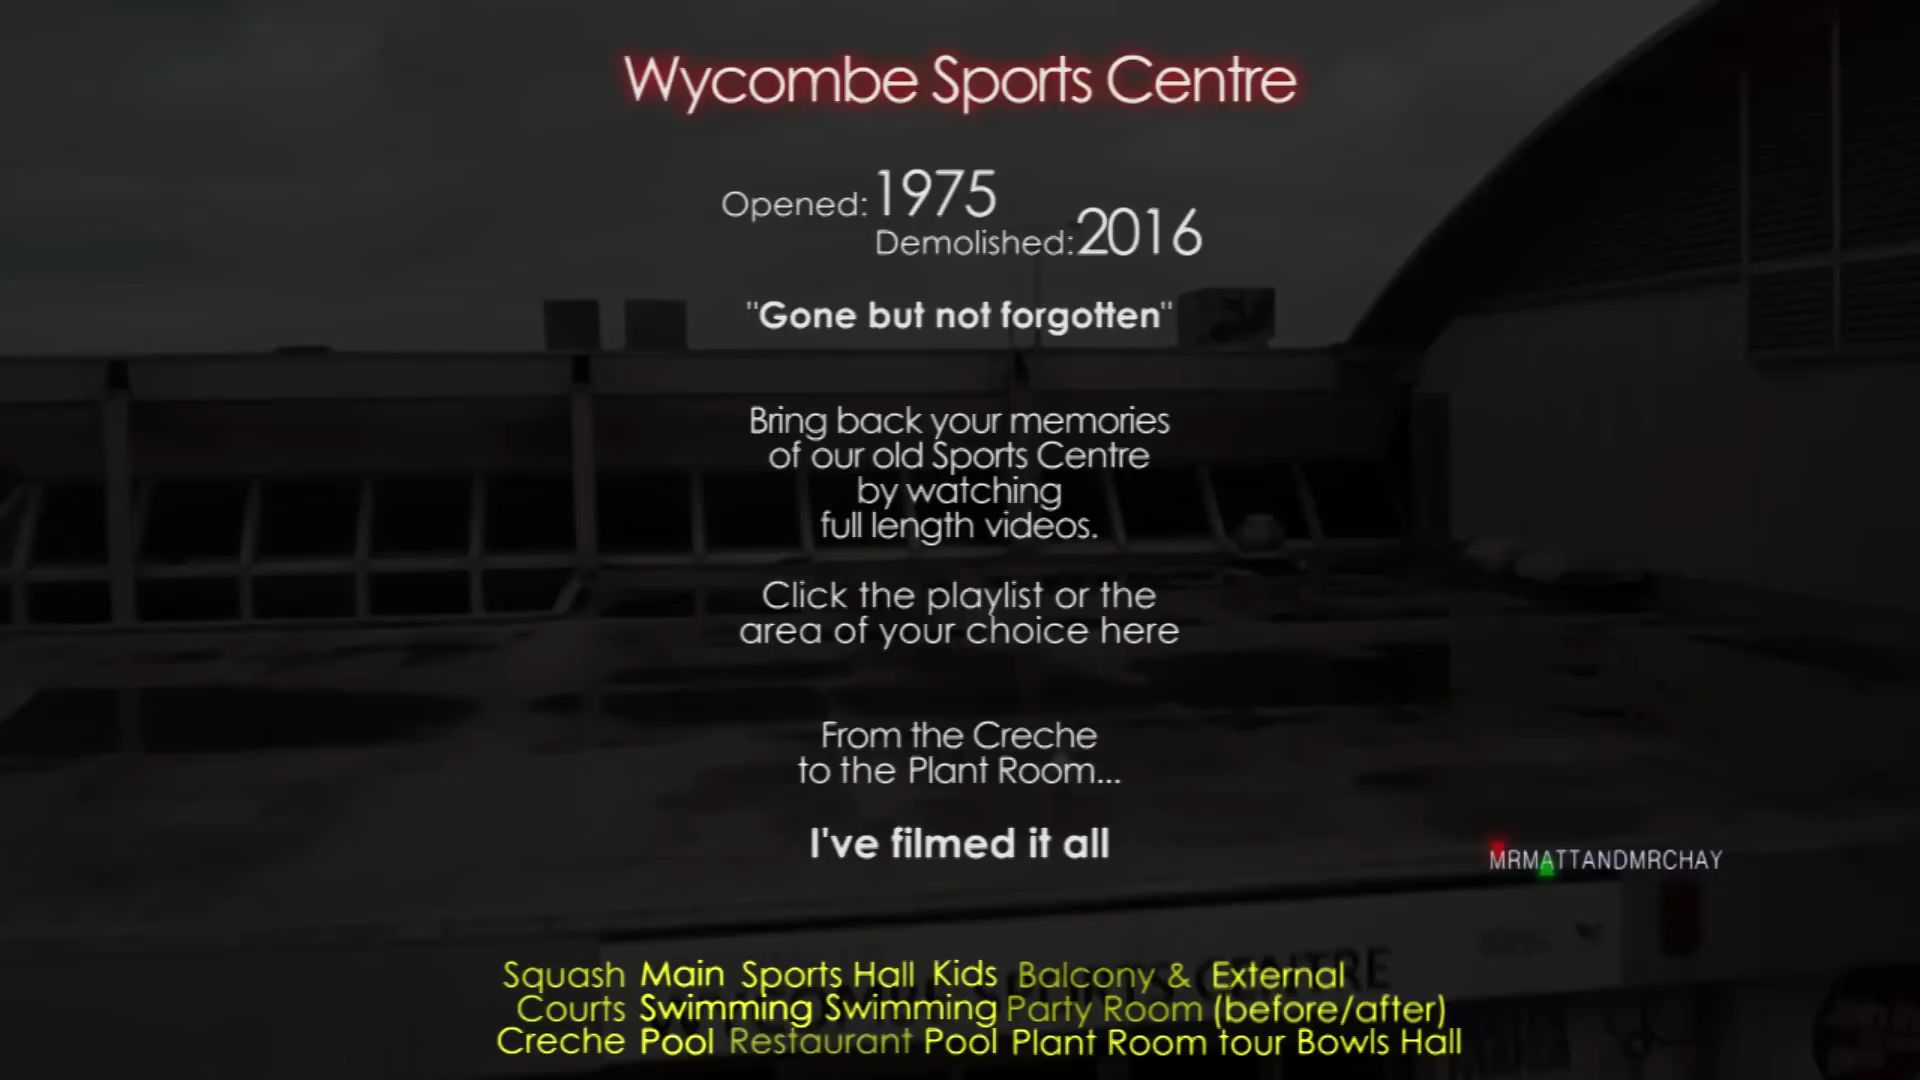 Wycombe Sports Centre
Opened: 1975
Demolished: 2016
"Gone but not forgotten"
Bring back your memories
of our old Sports Centre
by watching
full length videos.
Click the playlist or the
area of your choice here
From the Creche
to the Plant Room...
I've filmed it all
MRMATTANDMRCHAY
Squash Main Sports Hall Kids Balcony & External
Courts Swimming Swimming Party Room (before/after)
Creche Pool Restaurant Pool Plant Room tour Bowls Hall